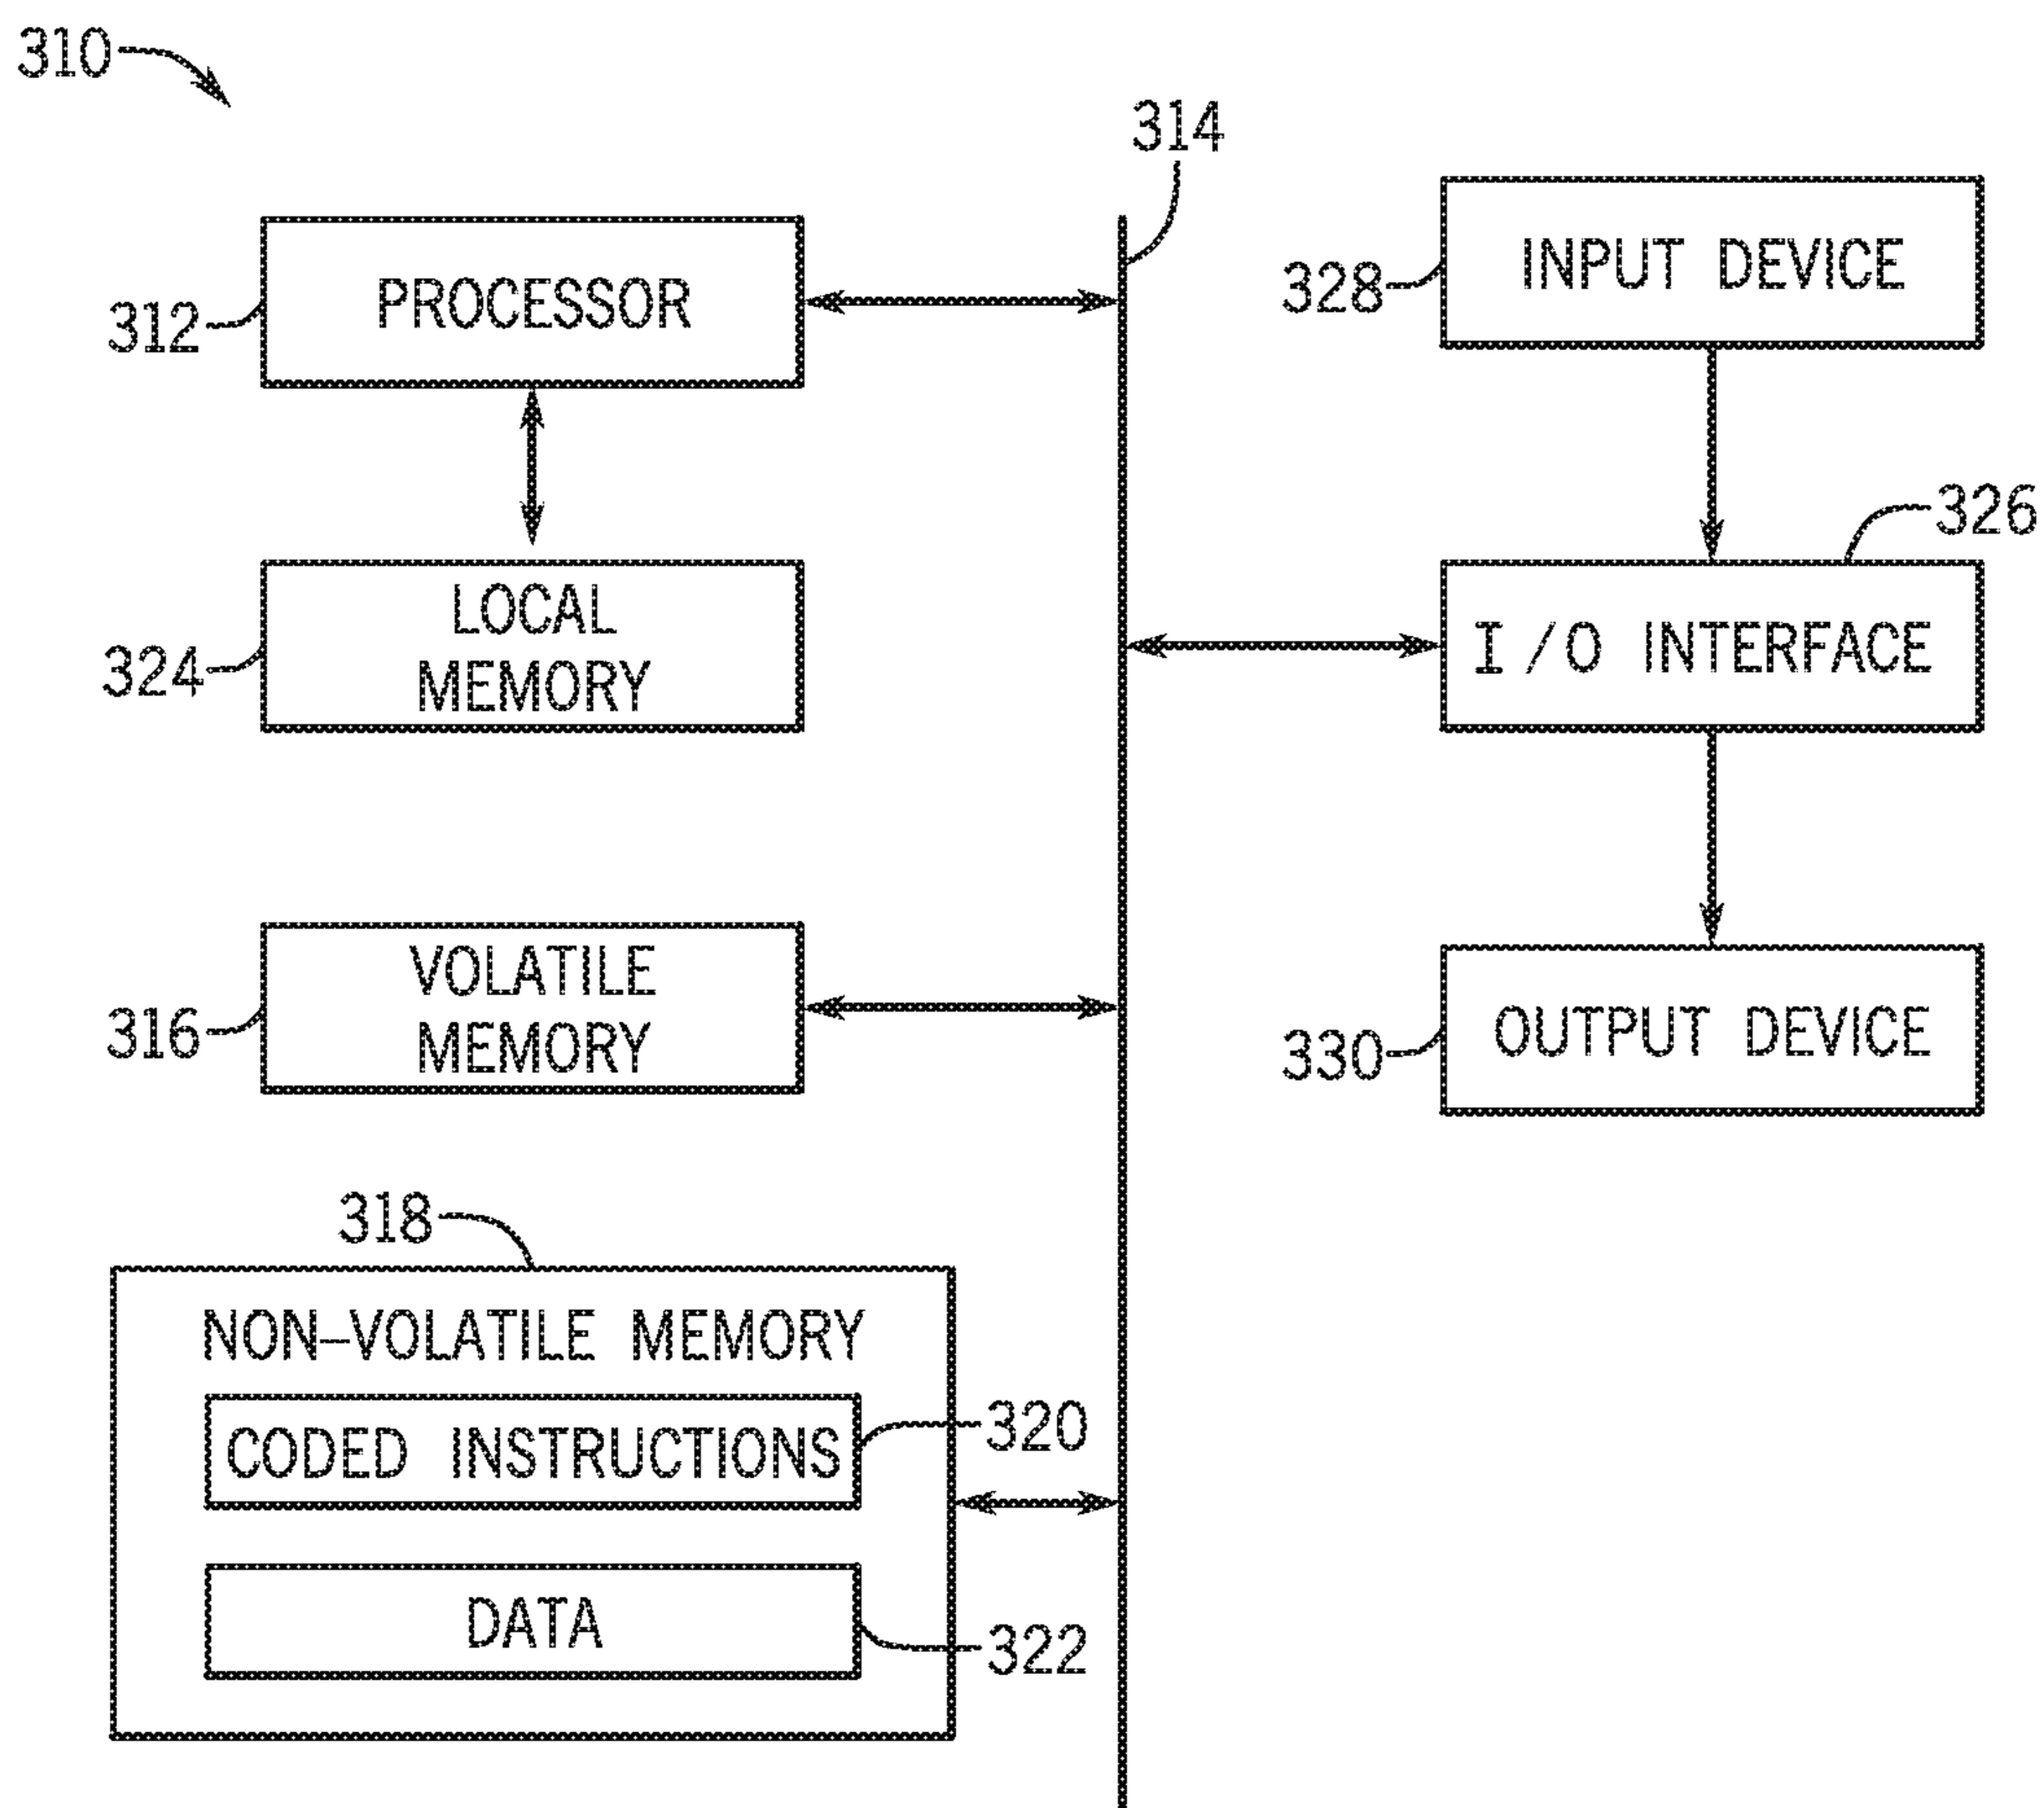 310
314
PROCESSOR
312
INPUT DEVICE
328
326
LOCAL
MEMORY
324
I/O INTERFACE
VOLATILE
MEMORY
316
OUTPUT DEVICE
330
318
NON-VOLATILE MEMORY
CODED INSTRUCTIONS
320
DATA
322